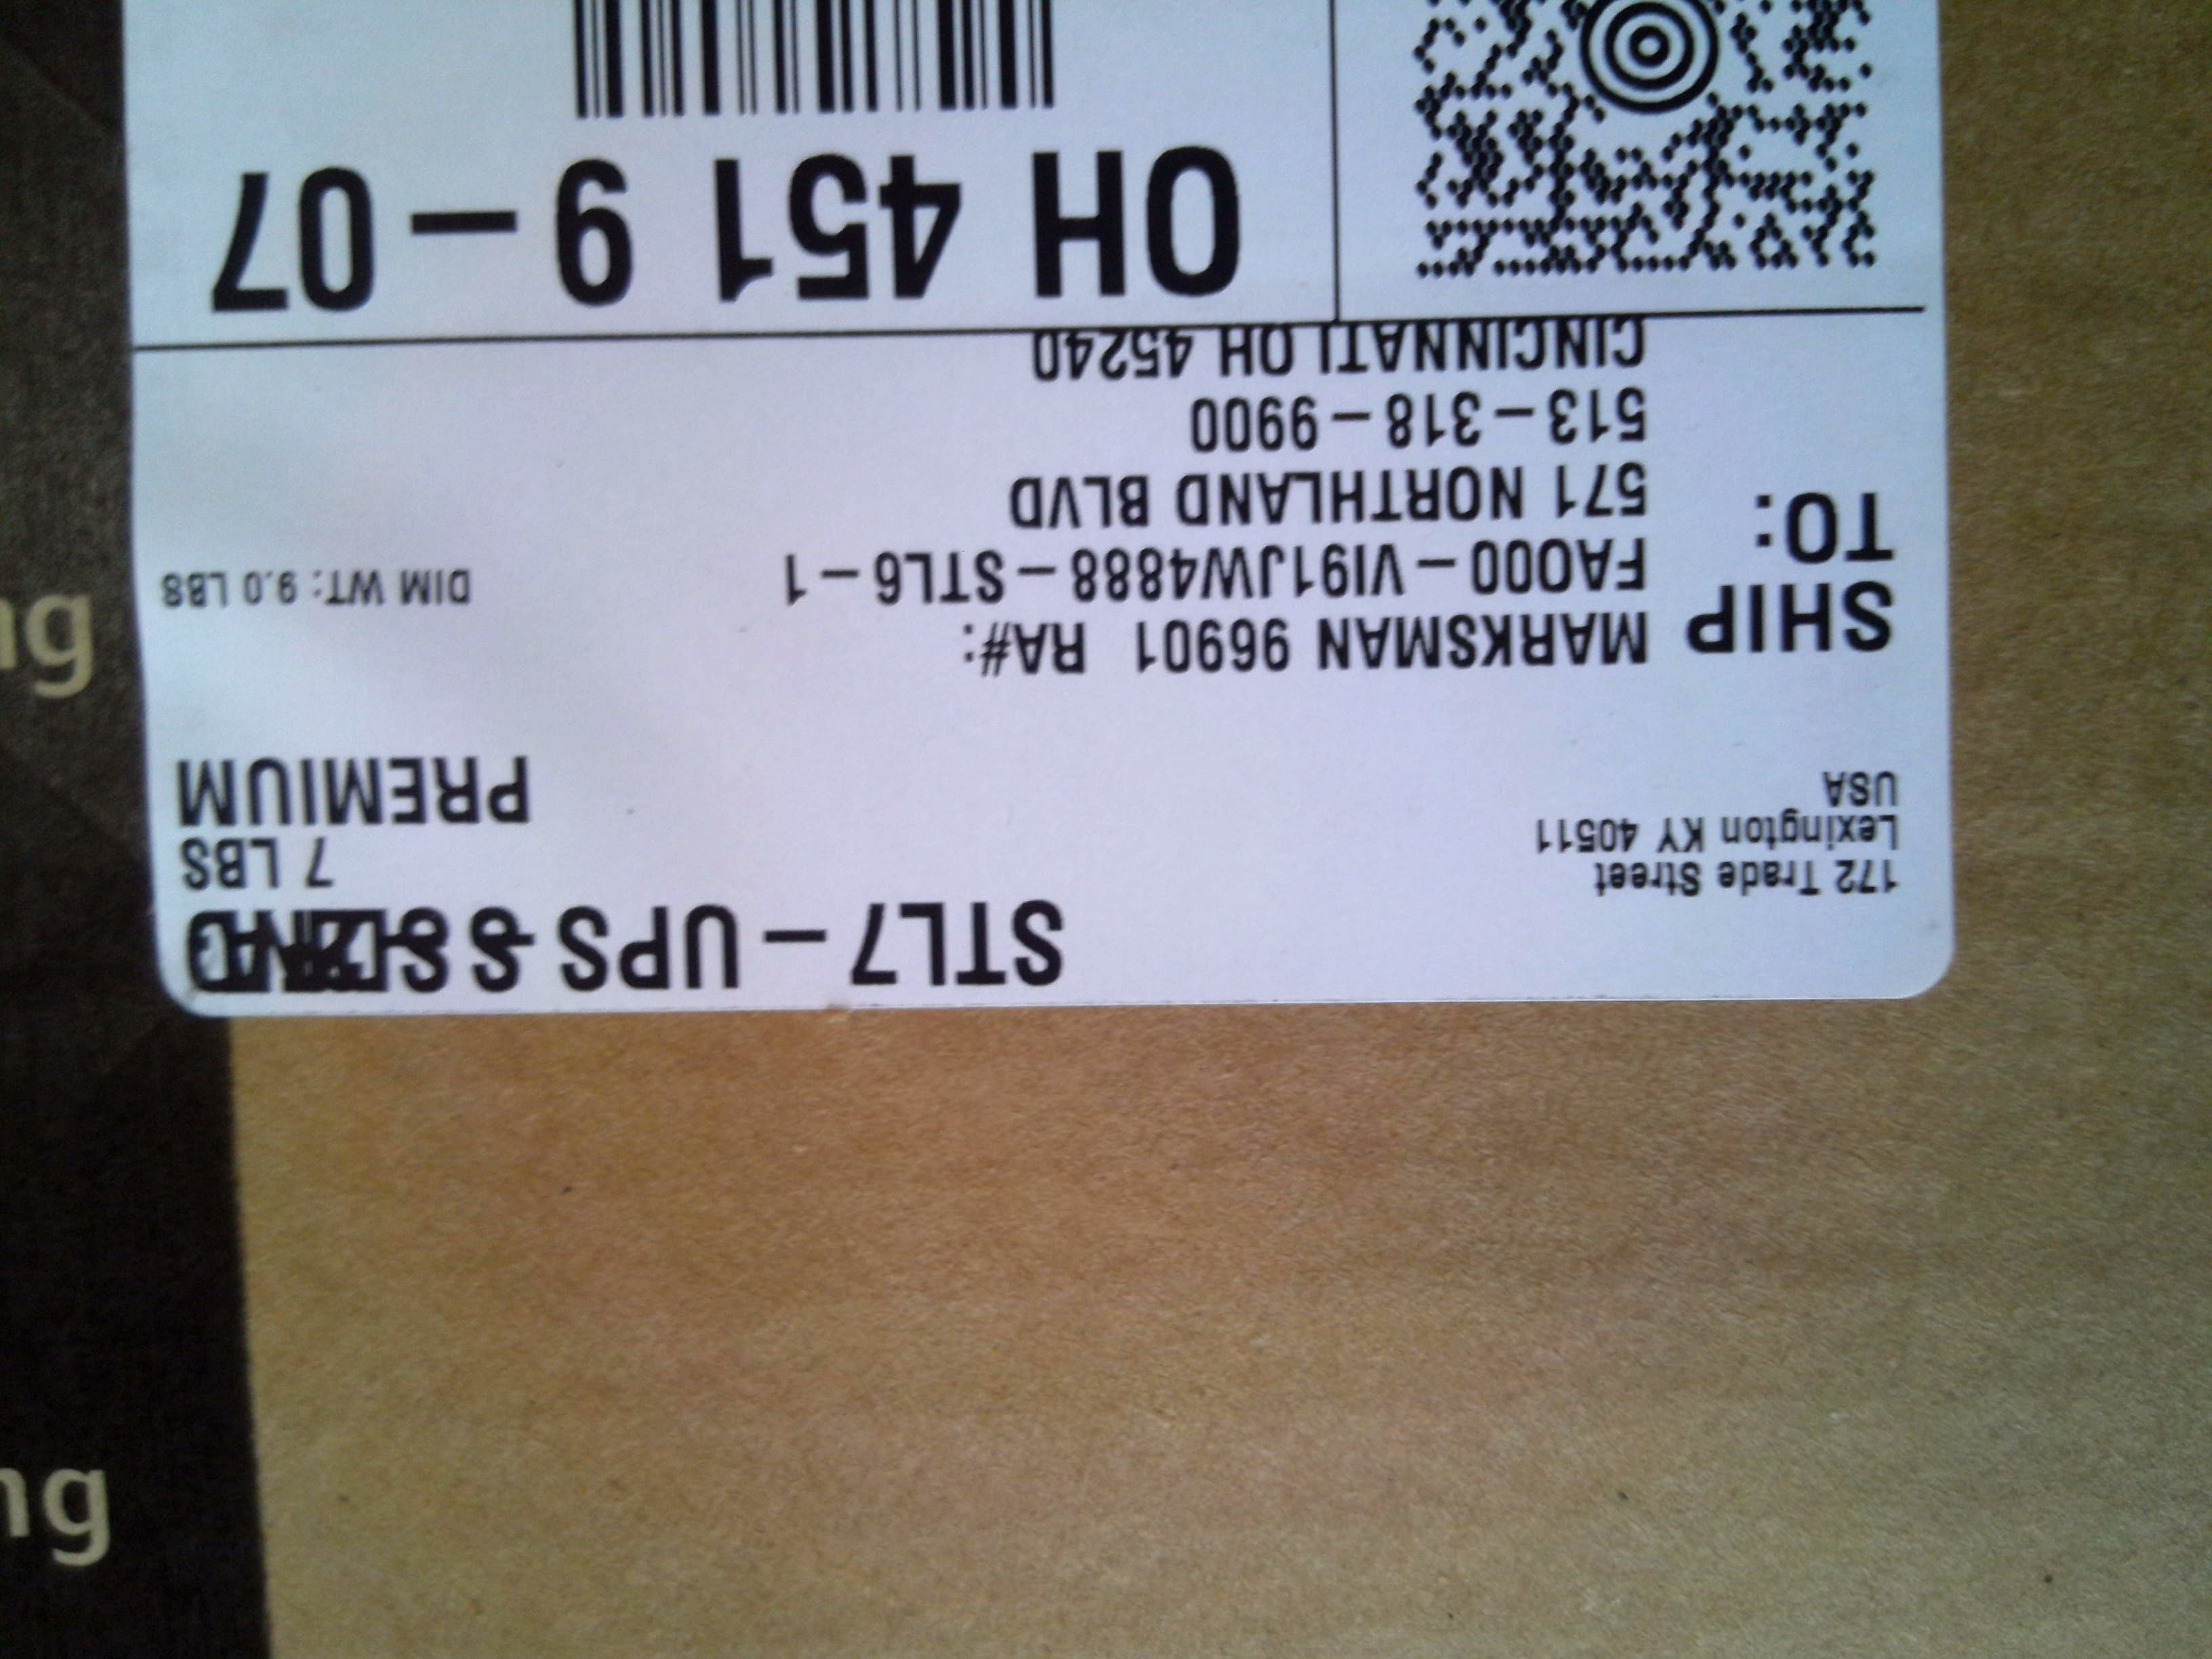 172 Trade Street
Lexington KY 40511
USA
STL7-UPS S S
7 LBS
PREMIUM
DIM WT: 9.0 LBS
SHIP
TO:
MARKSMAN 96901 RA#:
FA000-VI91JW4888-STL6-1
571 NORTHLAND BLVD
513-318-9900
CINCINNATI OH 45240
OH 451 9-07